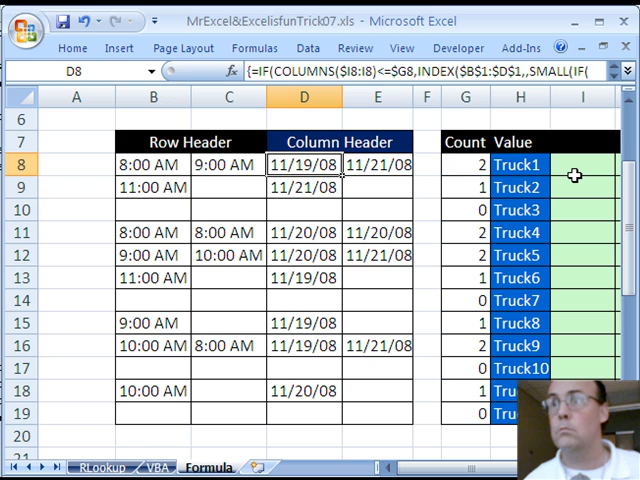 MrExcel&ExcelisfunTrick07.xls - Microsoft Excel
Home Insert Page Layout Formulas Data Review View Developer Add-Ins
D8 fx {=IF(COLUMNS($I8:I8)<=$G8,INDEX($B$1:$D$1,,SMALL(IF(
A B C D E F G H I
6
7 Row Header Column Header Count Value
8 8:00 AM 9:00 AM 11/19/08 11/21/08 2 Truck1
9 11:00 AM 11/21/08 1 Truck2
10 0 Truck3
11 8:00 AM 8:00 AM 11/20/08 11/20/08 2 Truck4
12 9:00 AM 10:00 AM 11/20/08 11/21/08 2 Truck5
13 11:00 AM 11/19/08 1 Truck6
14 0 Truck7
15 9:00 AM 11/19/08 1 Truck8
16 10:00 AM 8:00 AM 11/19/08 11/21/08 2 Truck9
17 0 Truck10
18 10:00 AM 11/20/08 1
19 0
20
21
RLookup VBA Formula